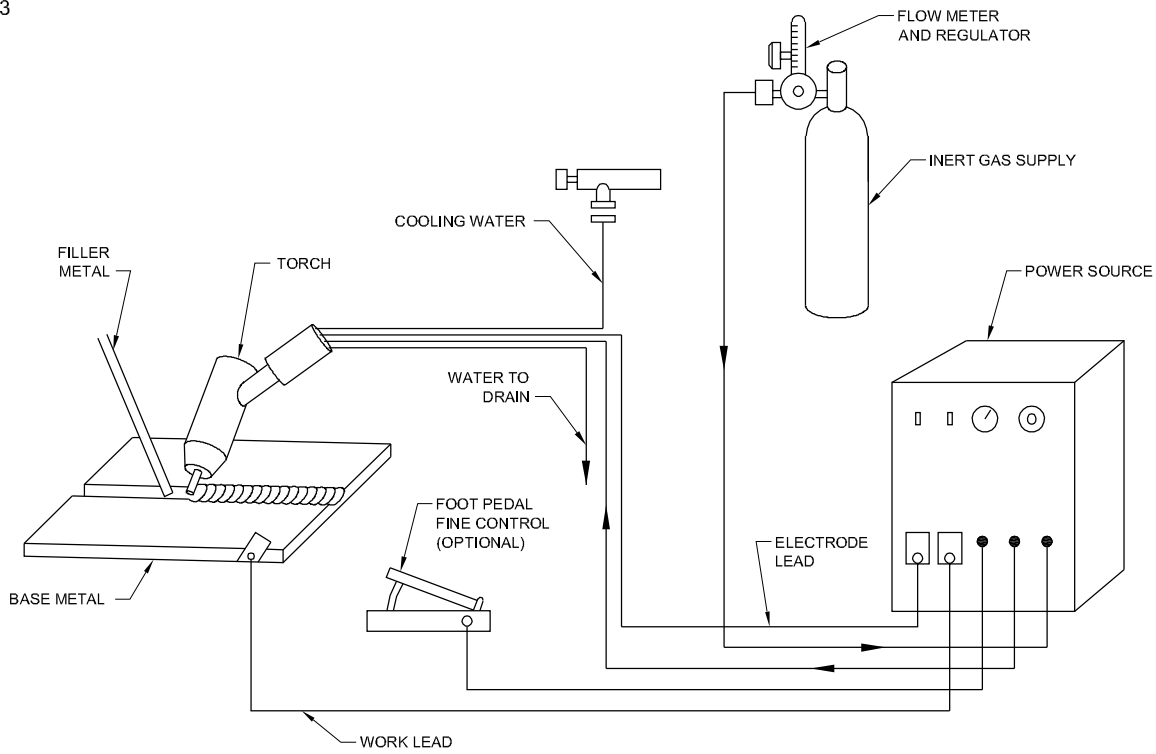 3
FLOW METER
AND REGULATOR
INERT GAS SUPPLY
COOLING WATER
FILLER
METAL
TORCH
POWER SOURCE
WATER TO
DRAIN
FOOT PEDAL
FINE CONTROL
(OPTIONAL)
ELECTRODE
LEAD
BASE METAL
WORK LEAD